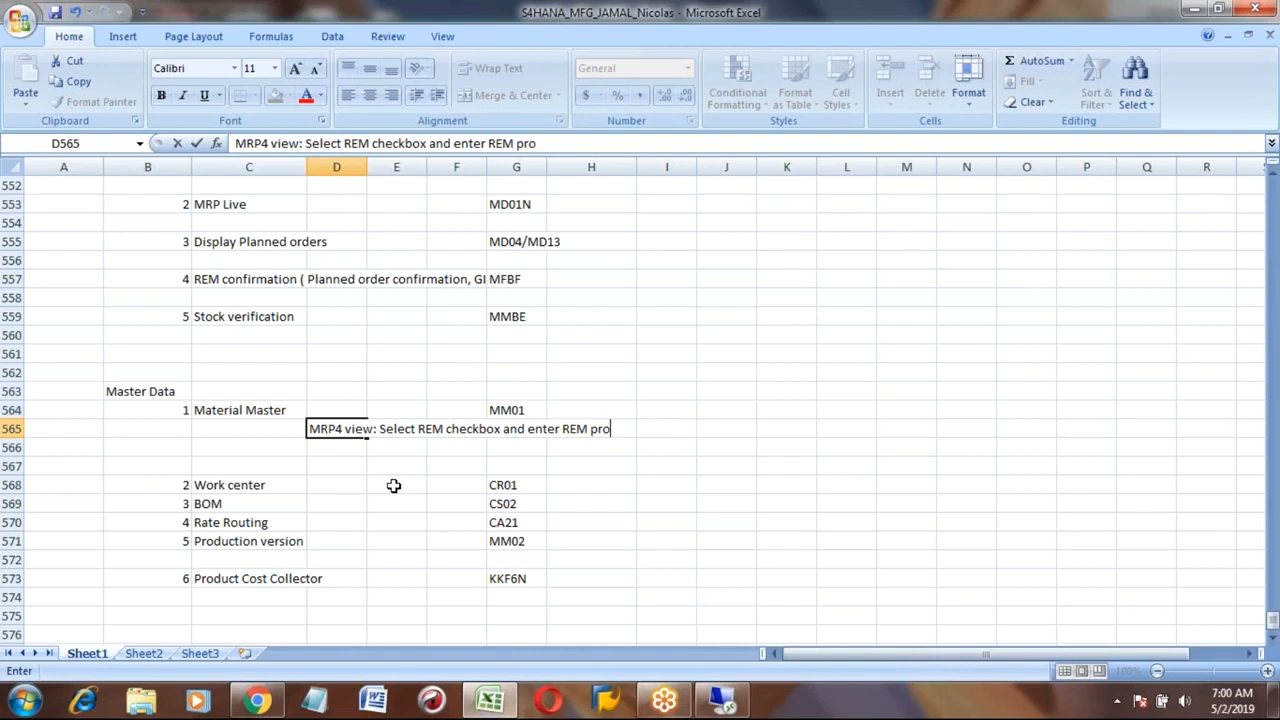 S4HANA_MFG_JAMAL_Nicolas - Microsoft Excel
Home Insert Page Layout Formulas Data Review View
Paste
Cut
Copy
Format Painter
Clipboard
Calibri 11
B I U
Font
Wrap Text
Merge & Center
Alignment
General
$ % ,
Number
Conditional Formatting
Format as Table
Cell Styles
Styles
Insert Delete Format
Cells
AutoSum
Fill
Clear
Sort & Filter
Find & Select
Editing
D565 fx MRP4 view: Select REM checkbox and enter REM pro
A B C D E F G H I J K L M N O P Q R
552
553 2 MRP Live MD01N
554
555 3 Display Planned orders MD04/MD13
556
557 4 REM confirmation ( Planned order confirmation, GI MFBF
558
559 5 Stock verification MMBE
560
561
562
563 Master Data
564 1 Material Master MM01
565 MRP4 view: Select REM checkbox and enter REM pro
566
567
568 2 Work center CR01
569 3 BOM CS02
570 4 Rate Routing CA21
571 5 Production version MM02
572
573 6 Product Cost Collector KKF6N
574
575
576
Sheet1 Sheet2 Sheet3
Enter 100%
7:00 AM
5/2/2019